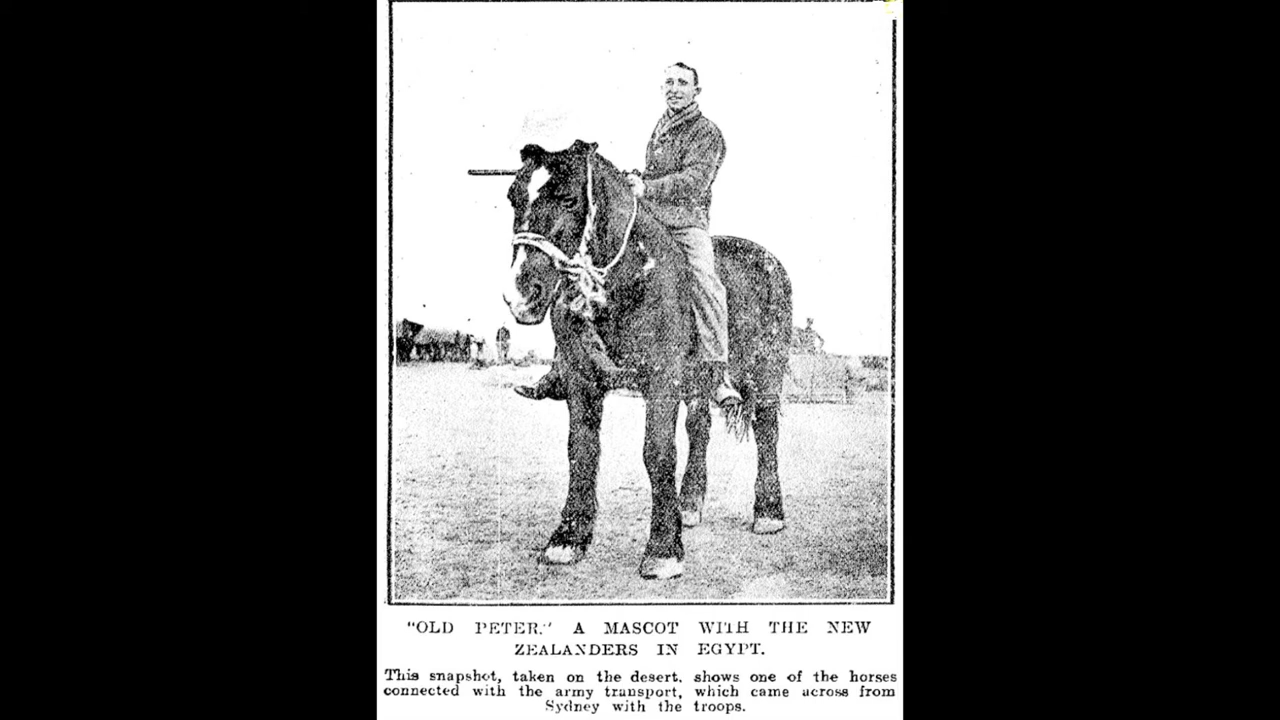 "OLD PETER." A MASCOT WITH THE NEW
ZEALANDERS IN EGYPT.
This snapshot, taken on the desert, shows one of the horses
connected with the army transport, which came across from
Sydney with the troops.